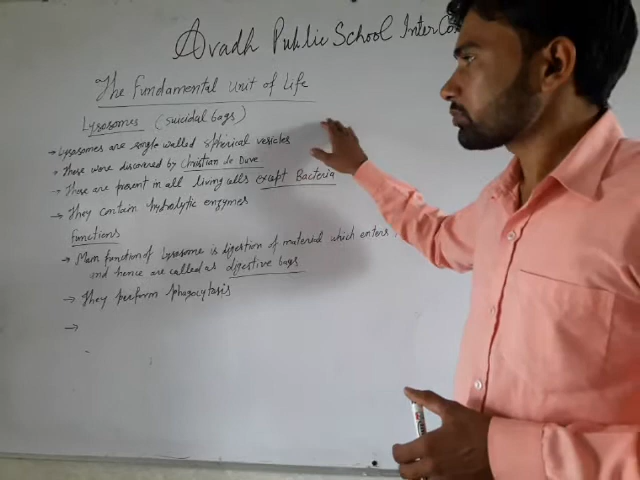 Avadh Public School Inter Co
The Fundamental Unit of Life
Lysosomes (Suicidal bags)
→ Lysosomes are single walled spherical vesicles
→ These were discovered by Christian de Duve
→ These are present in all living cells except Bacteria
→ They contain hydrolytic enzymes
Functions
→ Main function of lysosome is digestion of material which enters
and hence are called as digestive bags
→ They perform phagocytosis
→